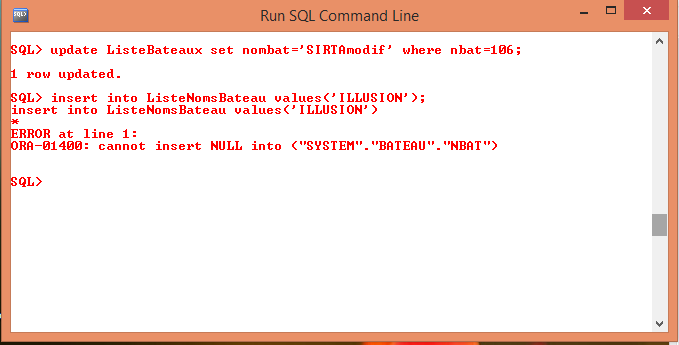 Run SQL Command Line
SQL> update ListeBateaux set nombat='SIRTAmodif' where nbat=106;
1 row updated.
SQL> insert into ListeNomsBateau values('ILLUSION');
insert into ListeNomsBateau values('ILLUSION')
*
ERROR at line 1:
ORA-01400: cannot insert NULL into ("SYSTEM"."BATEAU"."NBAT")
SQL>